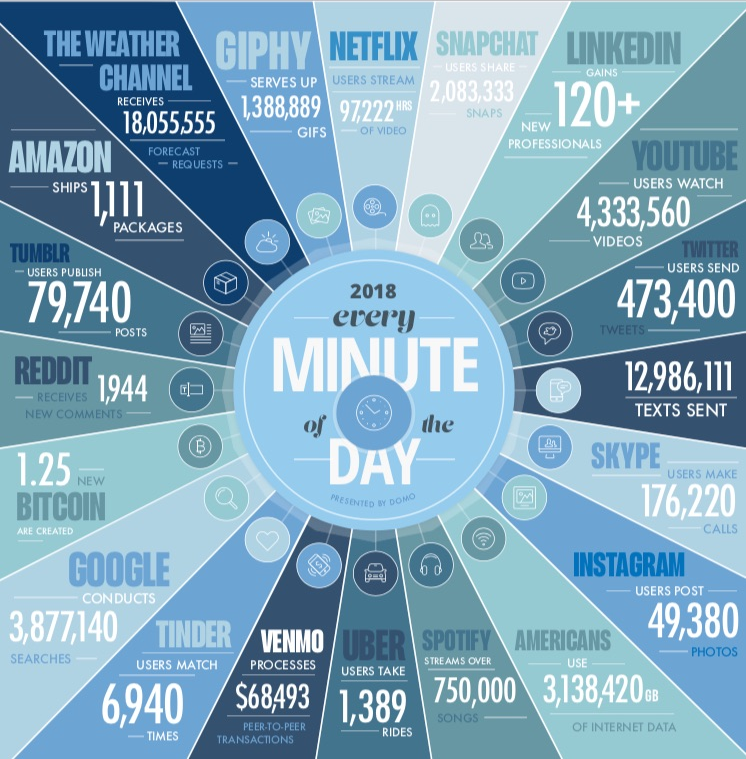 THE WEATHER
CHANNEL
RECEIVES
18,055,555
FORECAST
REQUESTS
GIPHY
SERVES UP
1,388,889
GIFS
NETFLIX
USERS STREAM
97,222 HRS
OF VIDEO
SNAPCHAT
USERS SHARE
2,083,333
SNAPS
LINKEDIN
GAINS
120+
NEW
PROFESSIONALS
YOUTUBE
USERS WATCH
4,333,560
VIDEOS
TWITTER
USERS SEND
473,400
TWEETS
12,986,111
TEXTS SENT
SKYPE
USERS MAKE
176,220
CALLS
INSTAGRAM
USERS POST
49,380
PHOTOS
AMERICANS
USE
3,138,420 GB
OF INTERNET DATA
SPOTIFY
STREAMS OVER
750,000
SONGS
UBER
USERS TAKE
1,389
RIDES
VENMO
PROCESSES
$68,493
PEER-TO-PEER
TRANSACTIONS
TINDER
USERS MATCH
6,940
TIMES
GOOGLE
CONDUCTS
3,877,140
SEARCHES
1.25 NEW
BITCOIN
ARE CREATED
REDDIT
RECEIVES 1,944
NEW COMMENTS
TUMBLR
USERS PUBLISH
79,740
POSTS
AMAZON
SHIPS 1,111
PACKAGES
2018
every
MINUTE
of the
DAY
PRESENTED BY DOMO